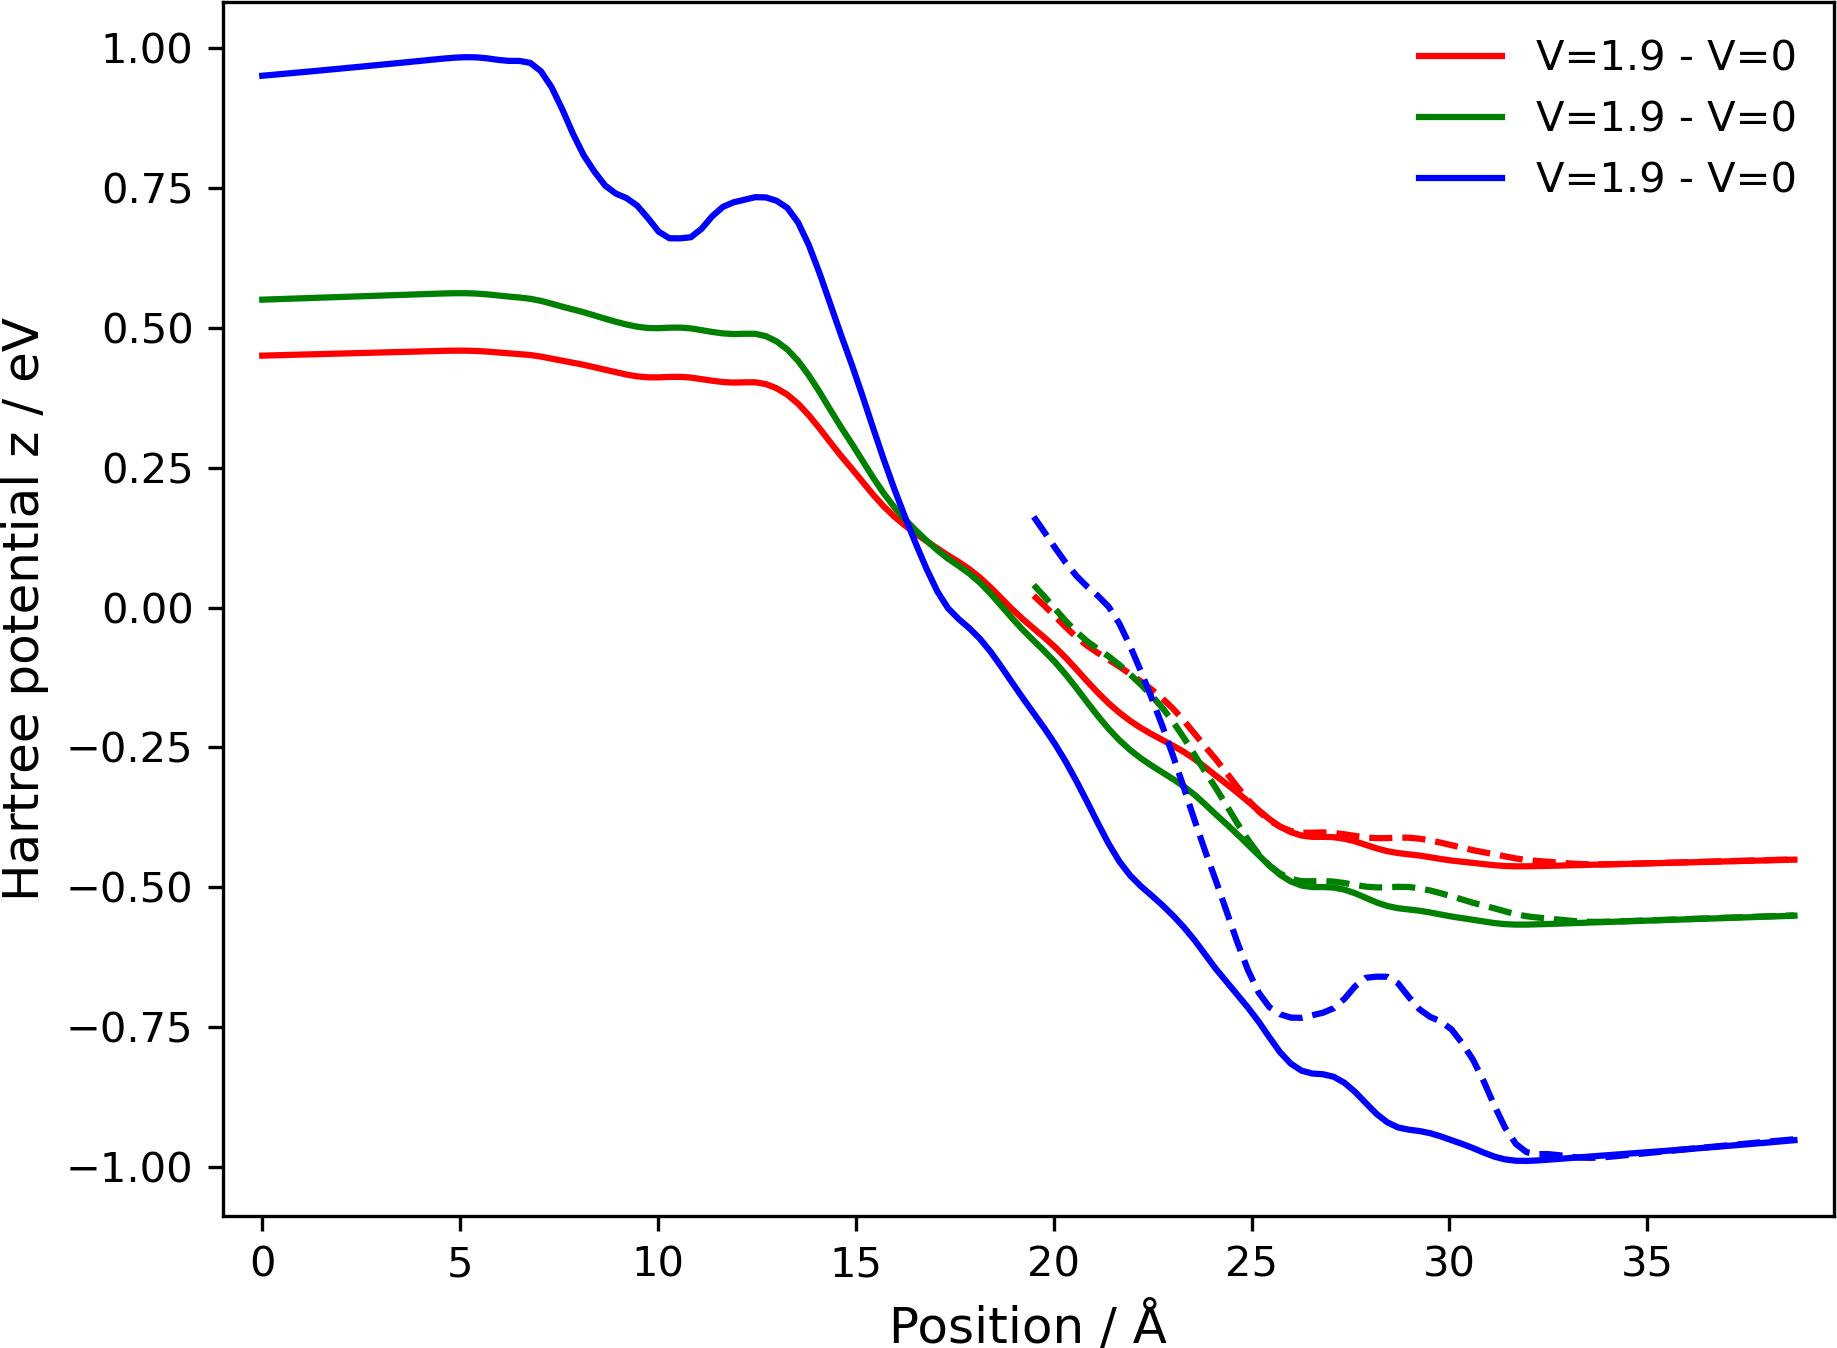 V=1.9 - V=0
V=1.9 - V=0
V=1.9 - V=0
Hartree potential z / eV
1.00
0.75
0.50
0.25
0.00
−0.25
−0.50
−0.75
−1.00
0 5 10 15 20 25 30 35
Position / Å